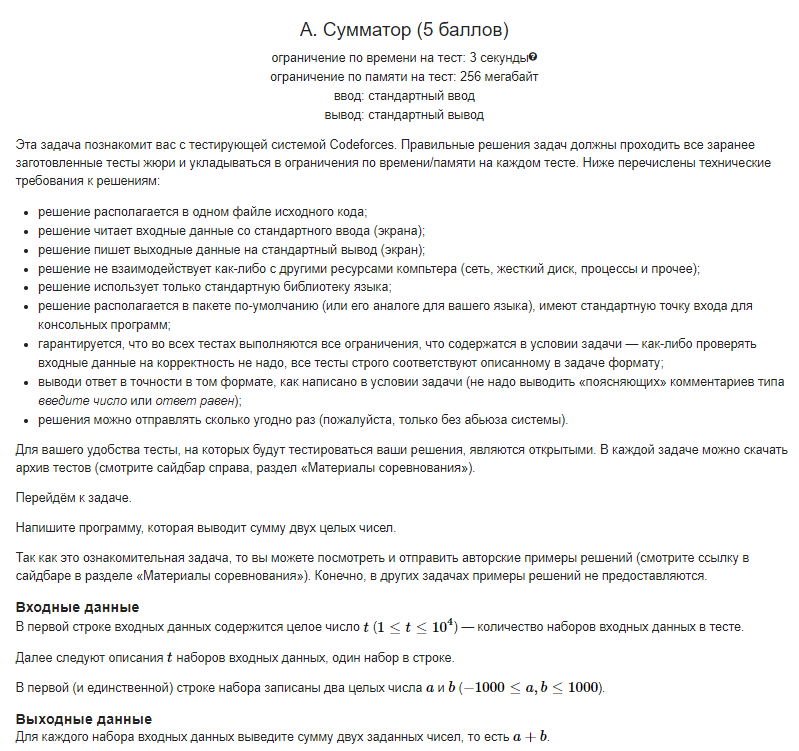 А. Сумматор (5 баллов)
ограничение по времени на тест: 3 секунды
ограничение по памяти на тест: 256 мегабайт
ввод: стандартный ввод
вывод: стандартный вывод
Эта задача познакомит вас с тестирующей системой Codeforces. Правильные решения задач должны проходить все заранее
заготовленные тесты жюри и укладываться в ограничения по времени/памяти на каждом тесте. Ниже перечислены технические
требования к решениям:
• решение располагается в одном файле исходного кода;
• решение читает входные данные со стандартного ввода (экрана);
• решение пишет выходные данные на стандартный вывод (экран);
• решение не взаимодействует как-либо с другими ресурсами компьтера (сеть, жесткий диск, процессы и прочее);
• решение использует только стандартную библиотеку языка;
• решение располагается в пакете по-умолчанию (или его аналоге для вашего языка), имеют стандартную точку входа для
консольных программ;
• гарантируется, что во всех тестах выполняются все ограничения, что содержатся в условии задачи — как-либо проверять
входные данные на корректность не надо, все тесты строго соответствуют описанному в задаче формату;
• выводи ответ в точности в том формате, как написано в условии задачи (не надо выводить «поясняющих» комментариев типа
введите число или ответ равен);
• решения можно отправлять сколько угодно раз (пожалуйста, только без абьюза системы).
Для вашего удобства тесты, на которых будут тестироваться ваши решения, являются открытыми. В каждой задаче можно скачать
архив тестов (смотрите сайдбар справа, раздел «Материалы соревнования»).
Перейдём к задаче.
Напишите программу, которая выводит сумму двух целых чисел.
Так как это ознакомительная задача, то вы можете посмотреть и отправить авторские примеры решений (смотрите ссылку в
сайдбаре в разделе «Материалы соревнования»). Конечно, в других задачах примеры решений не предоставляются.
Входные данные
В первой строке входных данных содержится целое число t (1 ≤ t ≤ 10⁴) — количество наборов входных данных в тесте.
Далее следуют описания t наборов входных данных, один набор в строке.
В первой (и единственной) строке набора записаны два целых числа a и b (−1000 ≤ a, b ≤ 1000).
Выходные данные
Для каждого набора входных данных выведите сумму двух заданных чисел, то есть a + b.